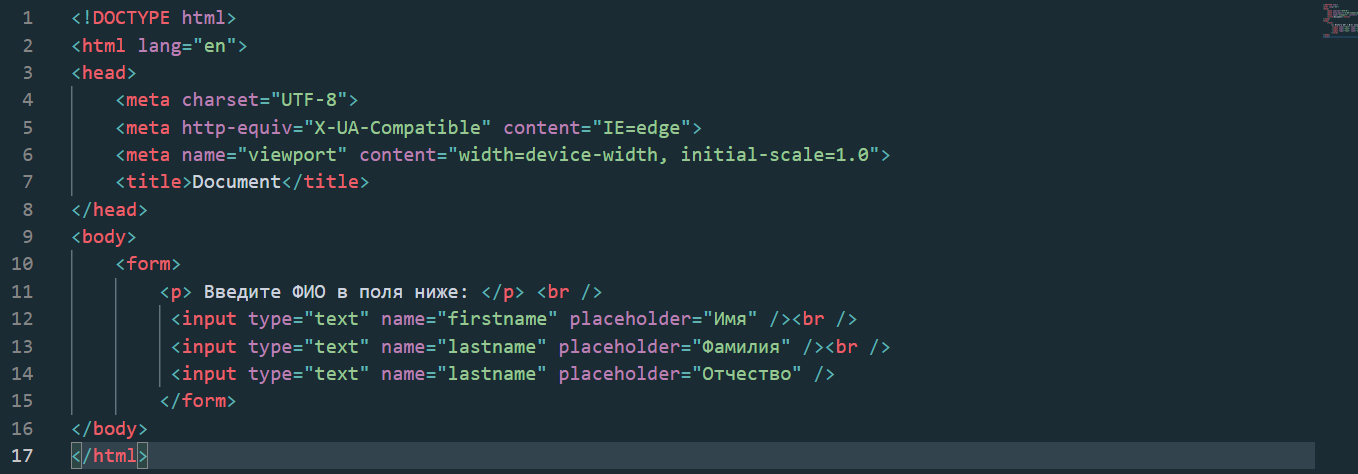 1 <!DOCTYPE html>
2 <html lang="en">
3 <head>
4     <meta charset="UTF-8">
5     <meta http-equiv="X-UA-Compatible" content="IE=edge">
6     <meta name="viewport" content="width=device-width, initial-scale=1.0">
7     <title>Document</title>
8 </head>
9 <body>
10     <form>
11         <p> Введите ФИО в поля ниже: </p> <br />
12          <input type="text" name="firstname" placeholder="Имя" /><br />
13          <input type="text" name="lastname" placeholder="Фамилия" /><br />
14          <input type="text" name="lastname" placeholder="Отчество" />
15         </form>
16 </body>
17 </html>